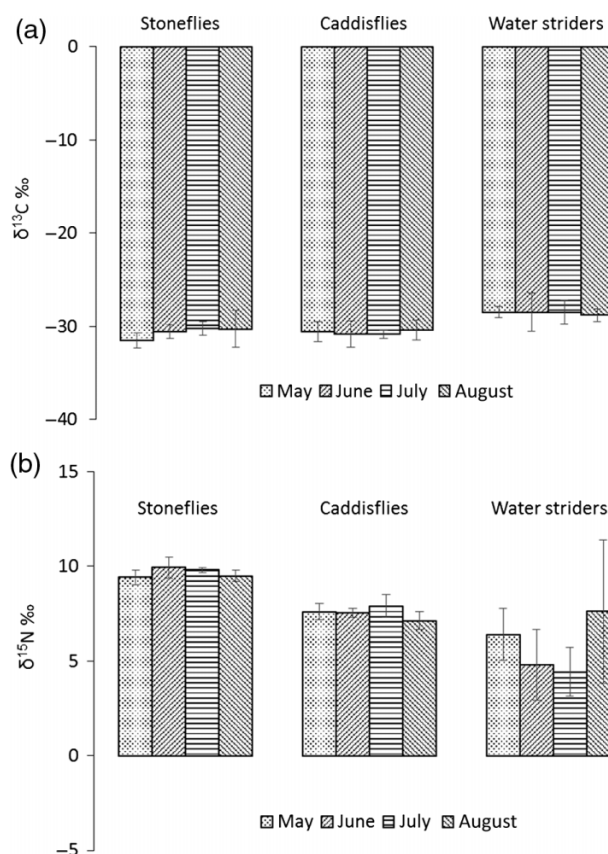 (a)
Stoneflies Caddisflies Water striders
0
−10
−20
−30
−40
δ13C ‰
May June July August
(b)
15
10
5
0
−5
Stoneflies Caddisflies Water striders
δ15N ‰
May June July August